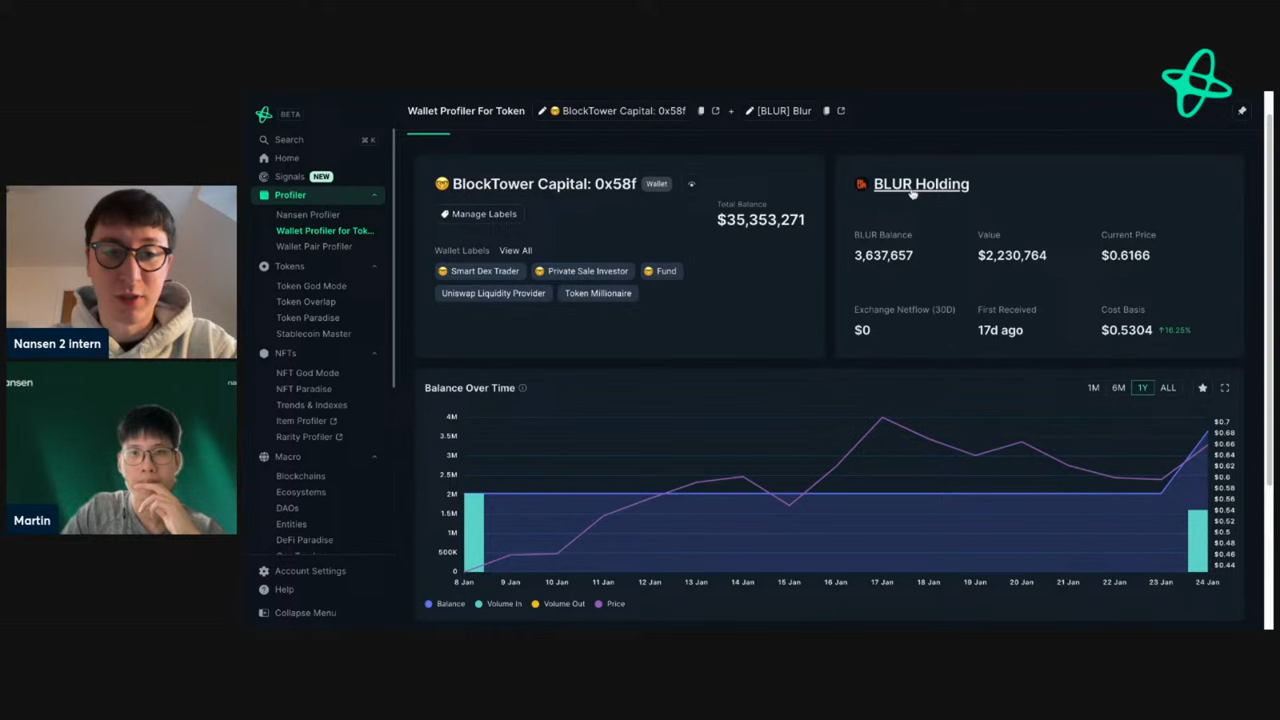 Wallet Profiler For Token
BlockTower Capital: 0x58f
+
[BLUR] Blur
BETA
Search
⌘ K
Home
Signals NEW
Profiler
Nansen Profiler
Wallet Profiler for Tok...
Wallet Pair Profiler
Tokens
Token God Mode
Token Overlap
Token Paradise
Stablecoin Master
NFTs
NFT God Mode
NFT Paradise
Trends & Indexes
Item Profiler
Rarity Profiler
Macro
Blockchains
Ecosystems
DAOs
Entities
DeFi Paradise
Account Settings
Help
Collapse Menu
BlockTower Capital: 0x58f Wallet
Manage Labels
Total Balance
$35,353,271
Wallet Labels View All
Smart Dex Trader
Private Sale Investor
Fund
Uniswap Liquidity Provider
Token Millionaire
BLUR Holding
BLUR Balance
3,637,657
Value
$2,230,764
Current Price
$0.6166
Exchange Netflow (30D)
$0
First Received
17d ago
Cost Basis
$0.5304 ↑16.25%
Balance Over Time
1M 6M 1Y ALL
4M
3.5M
3M
2.5M
2M
1.5M
1M
500K
0
$0.7
$0.68
$0.66
$0.64
$0.62
$0.6
$0.58
$0.56
$0.54
$0.52
$0.5
$0.48
$0.46
$0.44
8 Jan 9 Jan 10 Jan 11 Jan 12 Jan 13 Jan 14 Jan 15 Jan 16 Jan 17 Jan 18 Jan 19 Jan 20 Jan 21 Jan 22 Jan 23 Jan 24 Jan
Balance Volume In Volume Out Price
Nansen 2 Intern
nsen
na
Martin